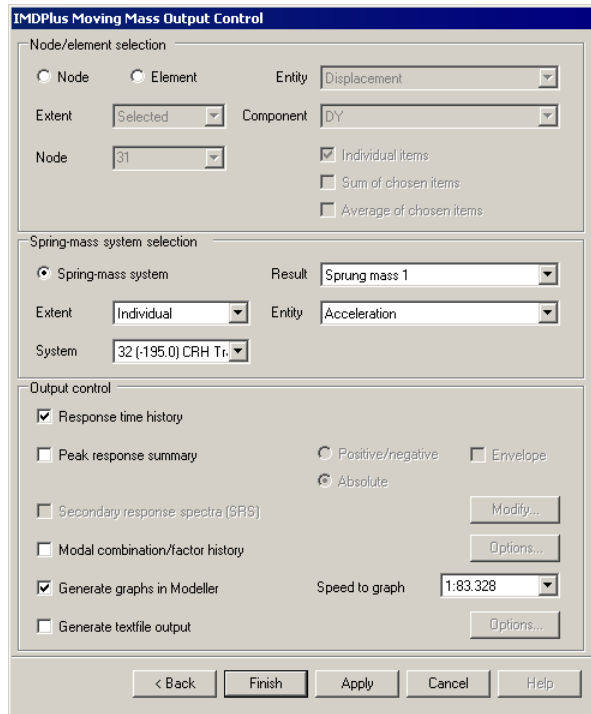 IMDPlus Moving Mass Output Control
Node/element selection
Node Element Entity Displacement
Extent Selected Component DY
Node 31 Individual items
Sum of chosen items
Average of chosen items
Spring-mass system selection
Spring-mass system Result Sprung mass 1
Extent Individual Entity Acceleration
System 32 (-195.0) CRH Tr.
Output control
Response time history
Peak response summary Positive/negative Envelope
Absolute
Secondary response spectra (SRS) Modify...
Modal combination/factor history Options...
Generate graphs in Modeller Speed to graph 1:83.328
Generate textfile output Options...
< Back Finish Apply Cancel Help